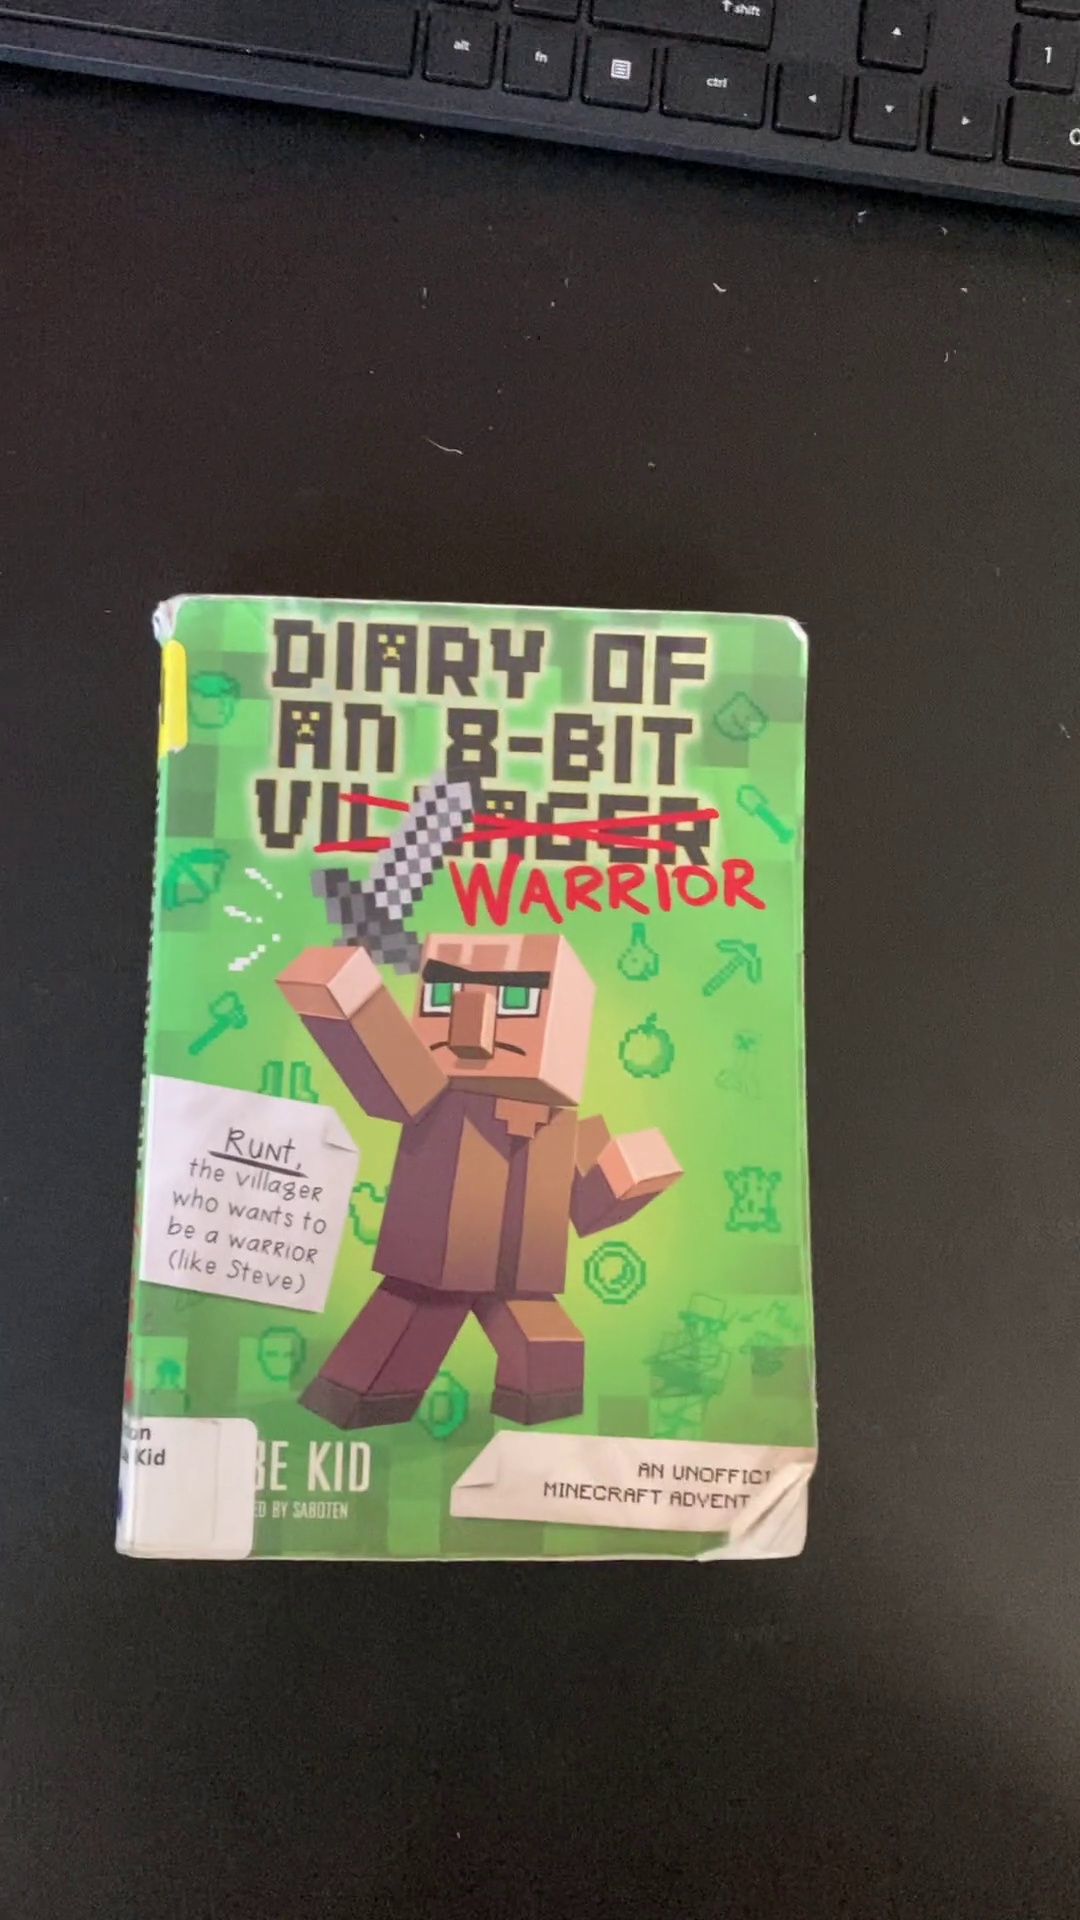 shift
alt
fn
ctrl
1
0
DIARY OF
AN 8-BIT
VILLAGER
WARRIOR
RUNT,
the villager
who wants to
be a warrior
(like Steve)
Kid
BE KID
ED BY SABOTEN
AN UNOFFICI
MINECRAFT ADVENT